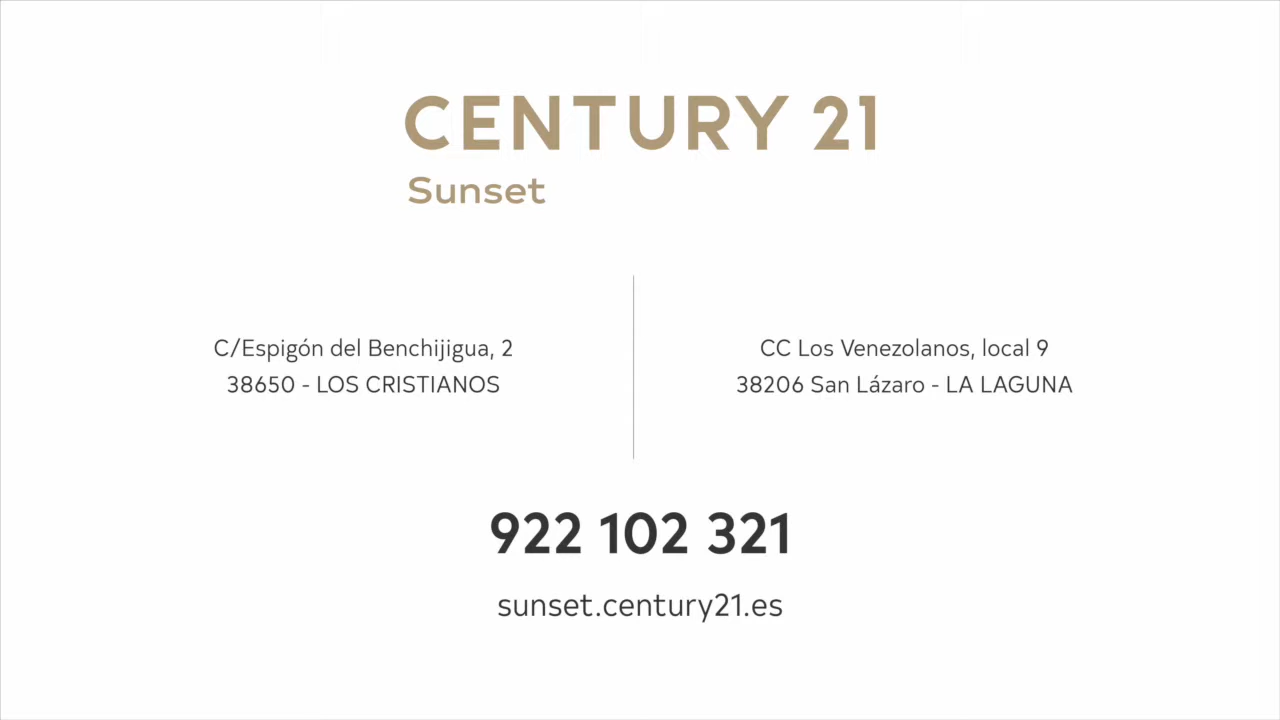 CENTURY 21
Sunset
C/Espigón del Benchijigua, 2
38650 - LOS CRISTIANOS
CC Los Venezolanos, local 9
38206 San Lázaro - LA LAGUNA
922 102 321
sunset.century21.es